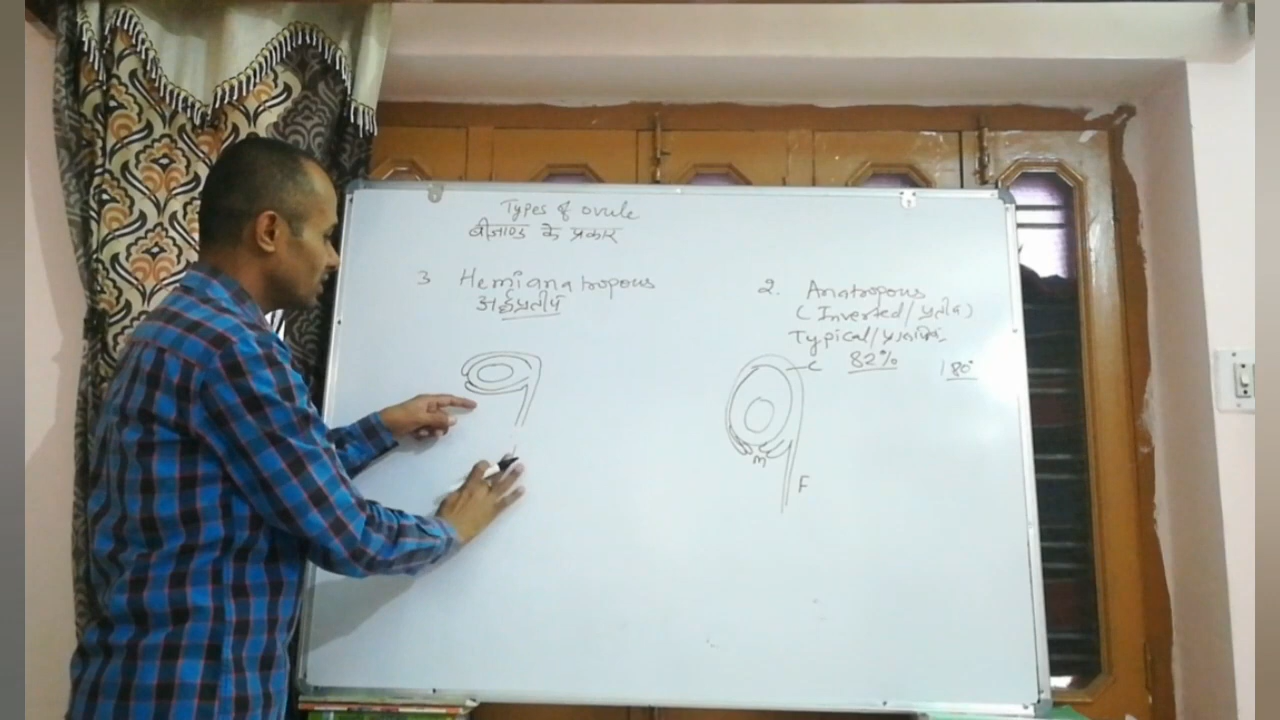 Types of ovule
बीजाण्ड के प्रकार
3 Hemianatropous
अर्द्धप्रतीप
2. Anatropous
( Inverted/ प्रतीप)
Typical/
82% 180°
C
m
F